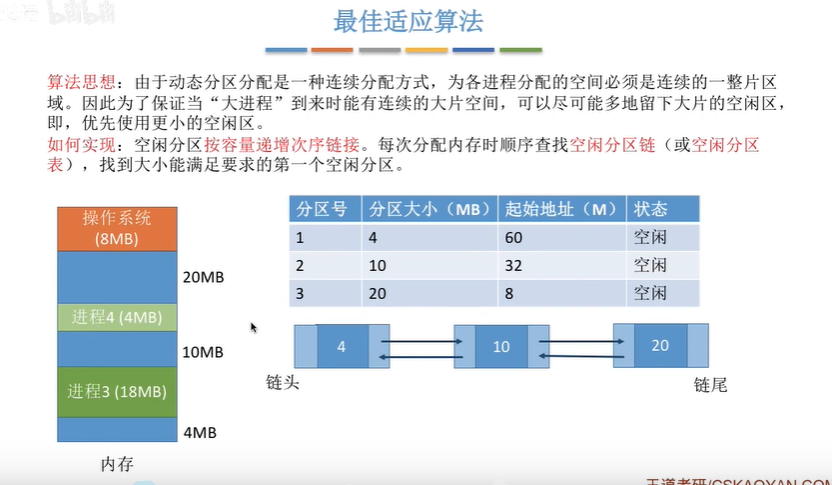 bilibili
最佳适应算法
算法思想：由于动态分区分配是一种连续分配方式，为各进程分配的空间必须是连续的一整片区
域。因此为了保证当“大进程”到来时能有连续的大片空间，可以尽可能多地留下大片的空闲区，
即，优先使用更小的空闲区。
如何实现：空闲分区按容量递增次序链接。每次分配内存时顺序查找空闲分区链（或空闲分区
表），找到大小能满足要求的第一个空闲分区。
操作系统
(8MB)
20MB
进程4 (4MB)
10MB
进程3 (18MB)
4MB
内存
分区号 分区大小（MB） 起始地址（M） 状态
1 4 60 空闲
2 10 32 空闲
3 20 8 空闲
4 10 20
链头 链尾
王道考研/CSKAOYAN.COM